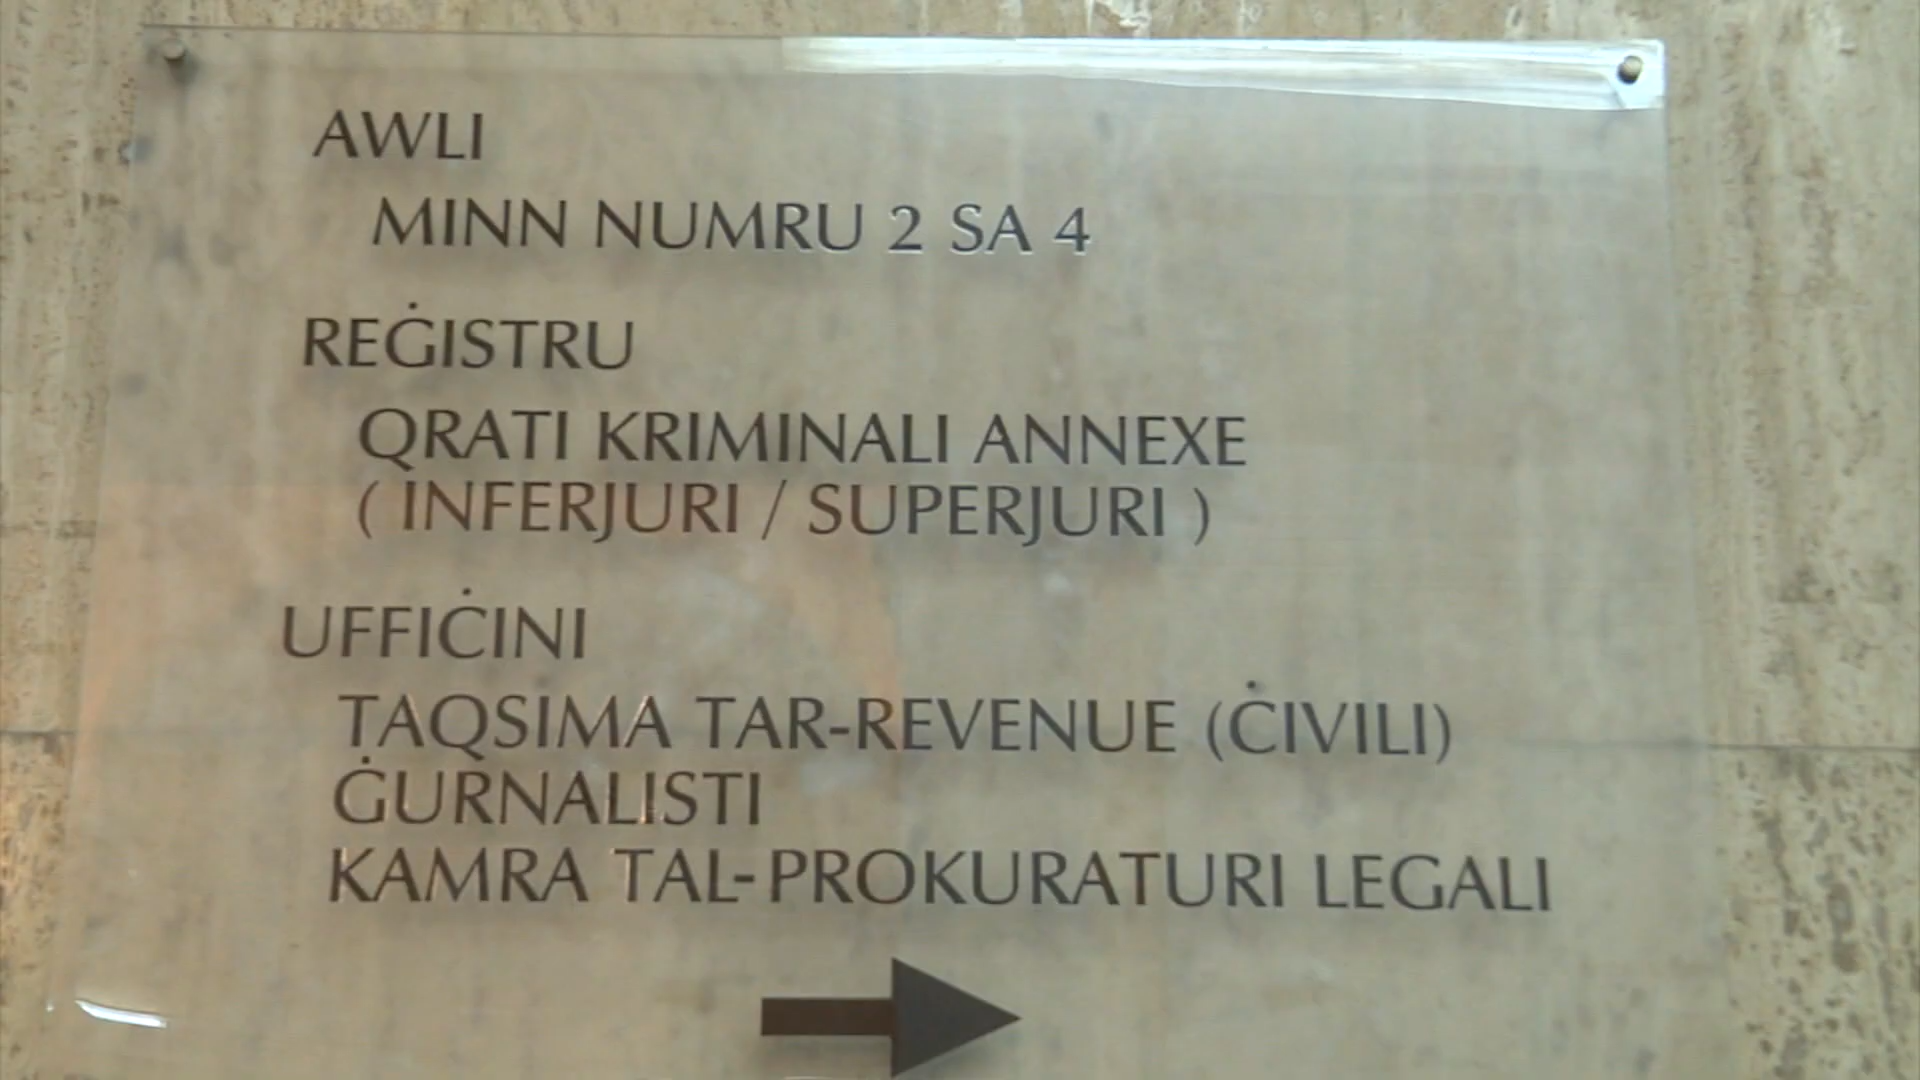 AWLI
MINN NUMRU 2 SA 4
REĠISTRU
QRATI KRIMINALI ANNEXE
( INFERJURI / SUPERJURI )
UFFIĊINI
TAQSIMA TAR-REVENUE (ĊIVILI)
ĠURNALISTI
KAMRA TAL-PROKURATURI LEGALI